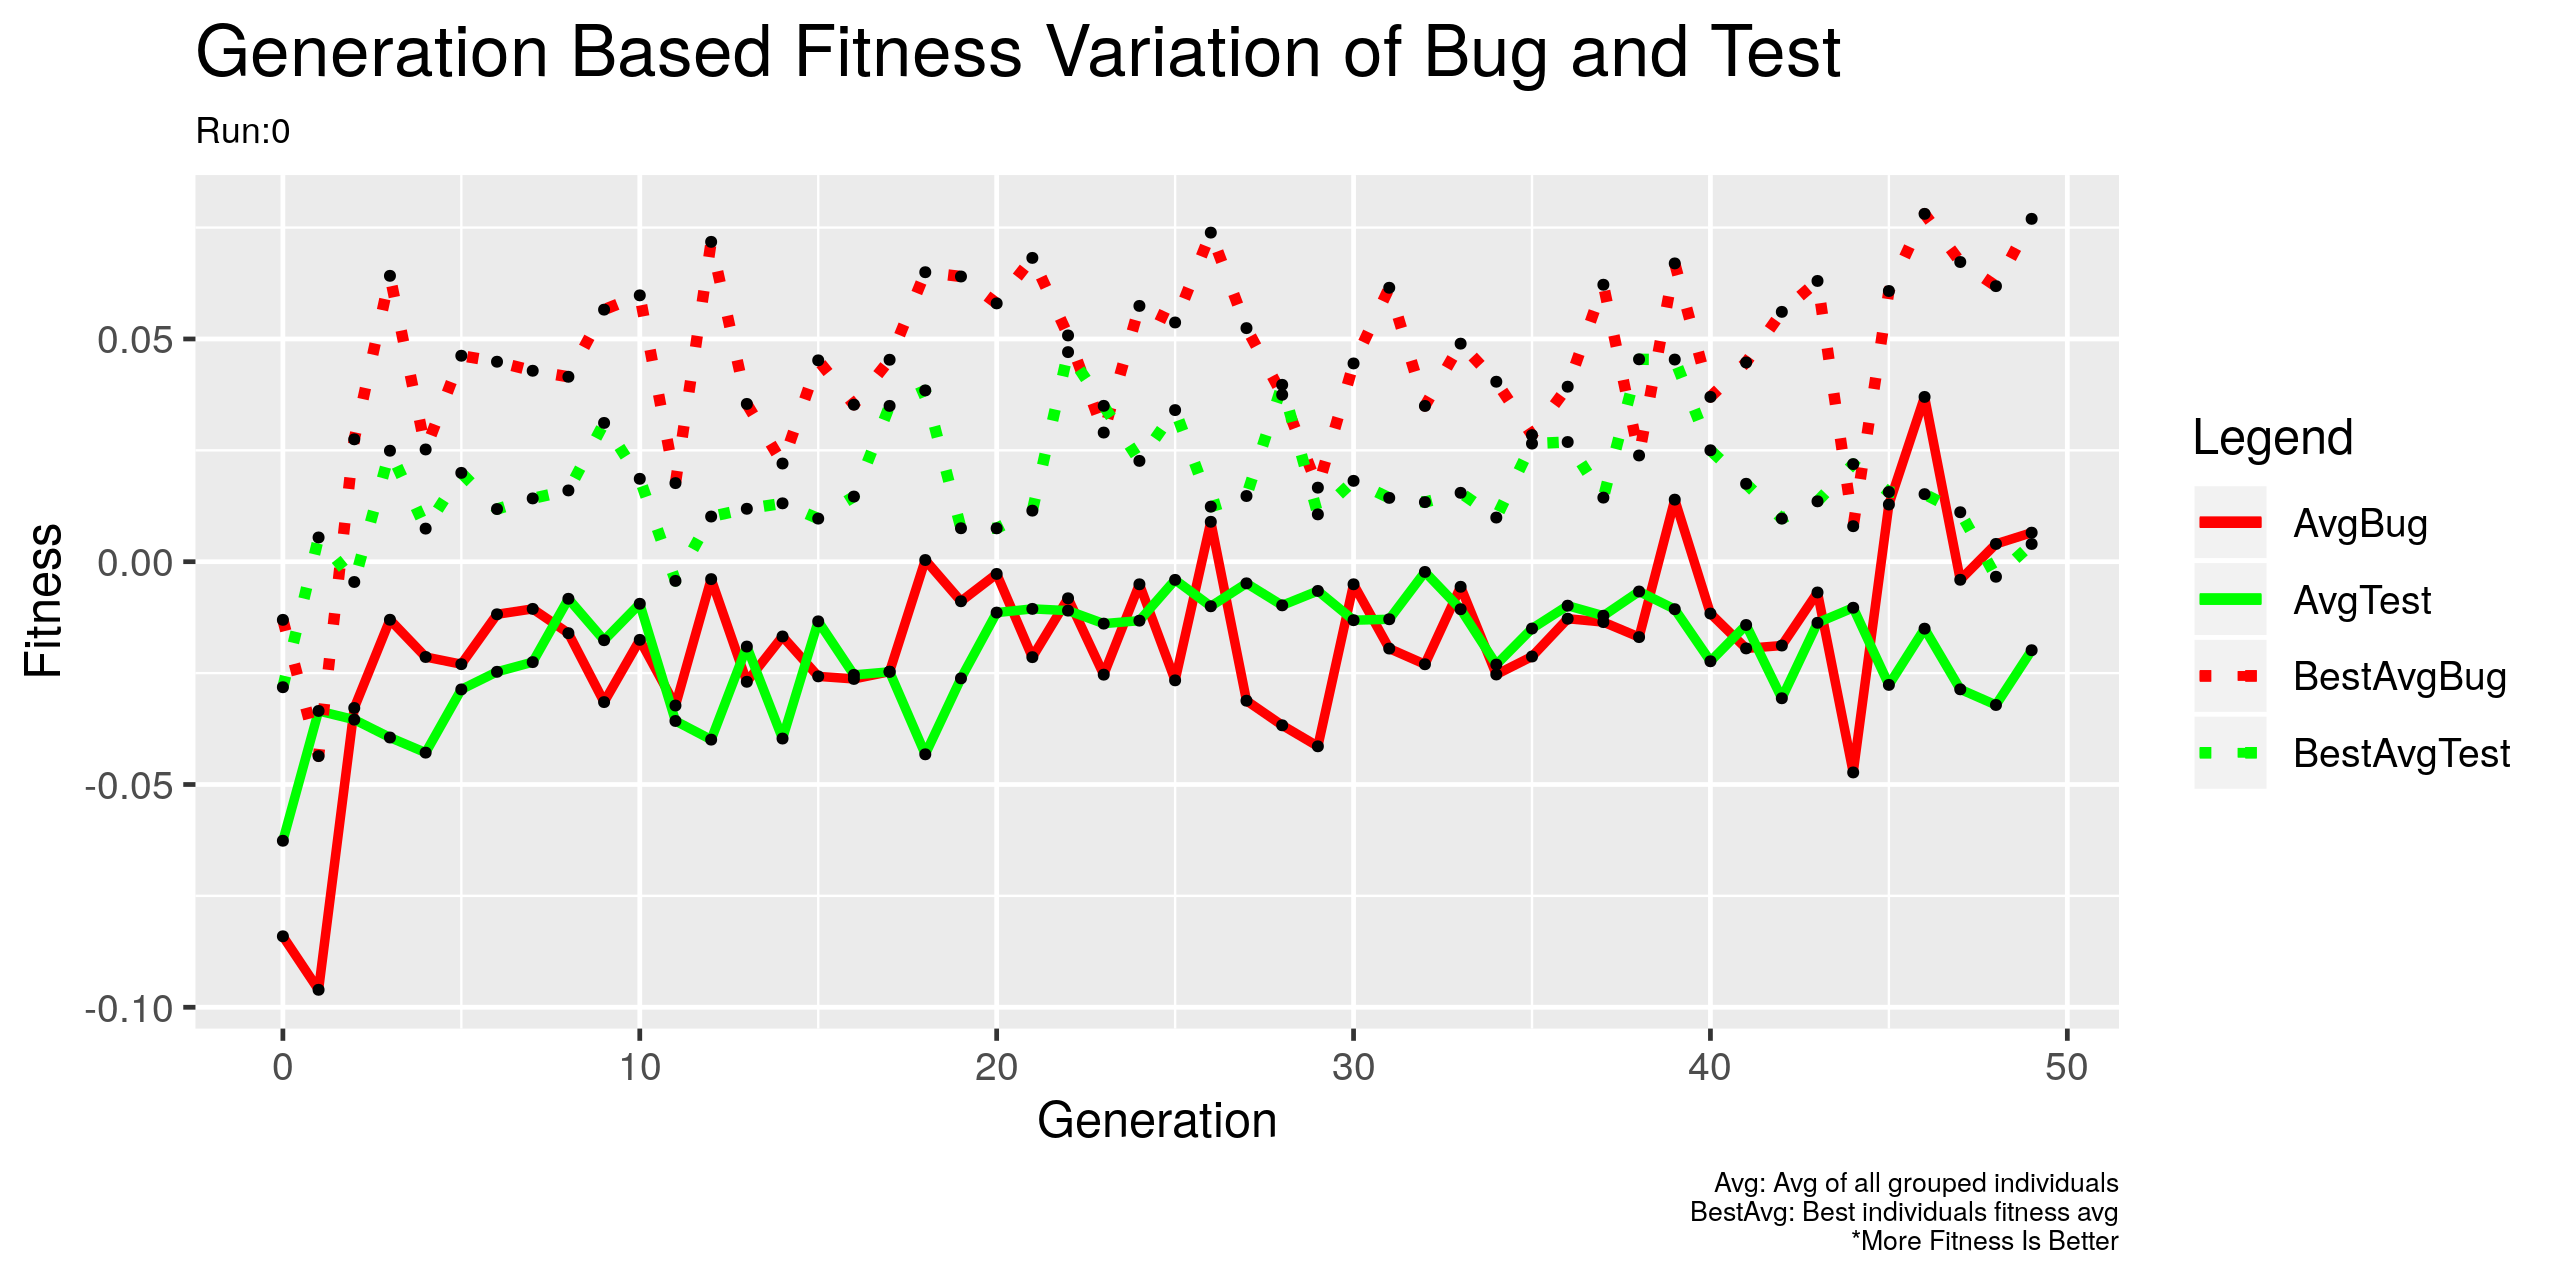 Generation Based Fitness Variation of Bug and Test
Run:0
Fitness
0.05
0.00
-0.05
-0.10
0 10 20 30 40 50
Generation
Legend
AvgBug
AvgTest
BestAvgBug
BestAvgTest
Avg: Avg of all grouped individuals
BestAvg: Best individuals fitness avg
*More Fitness Is Better